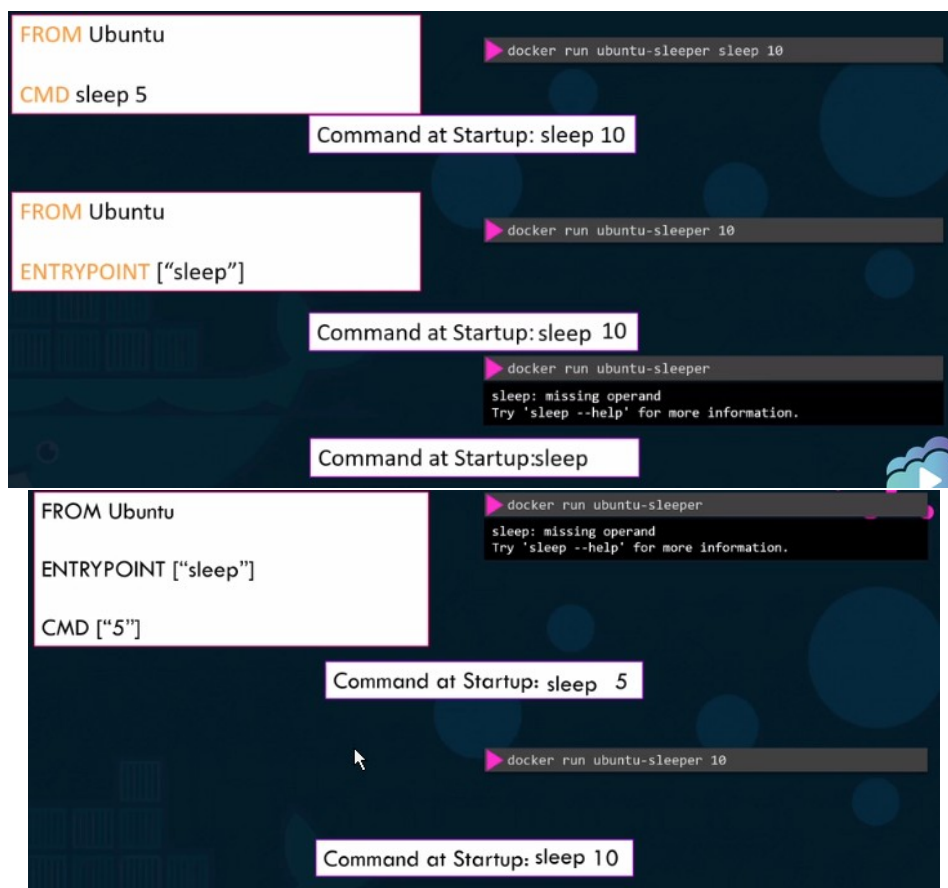 FROM Ubuntu
docker run ubuntu-sleeper sleep 10
CMD sleep 5
Command at Startup: sleep 10
FROM Ubuntu
docker run ubuntu-sleeper 10
ENTRYPOINT [“sleep”]
Command at Startup: sleep 10
docker run ubuntu-sleeper
sleep: missing operand
Try 'sleep --help' for more information.
Command at Startup:sleep
FROM Ubuntu
docker run ubuntu-sleeper
sleep: missing operand
Try 'sleep --help' for more information.
ENTRYPOINT [“sleep”]
CMD [“5”]
Command at Startup: sleep 5
docker run ubuntu-sleeper 10
Command at Startup: sleep 10